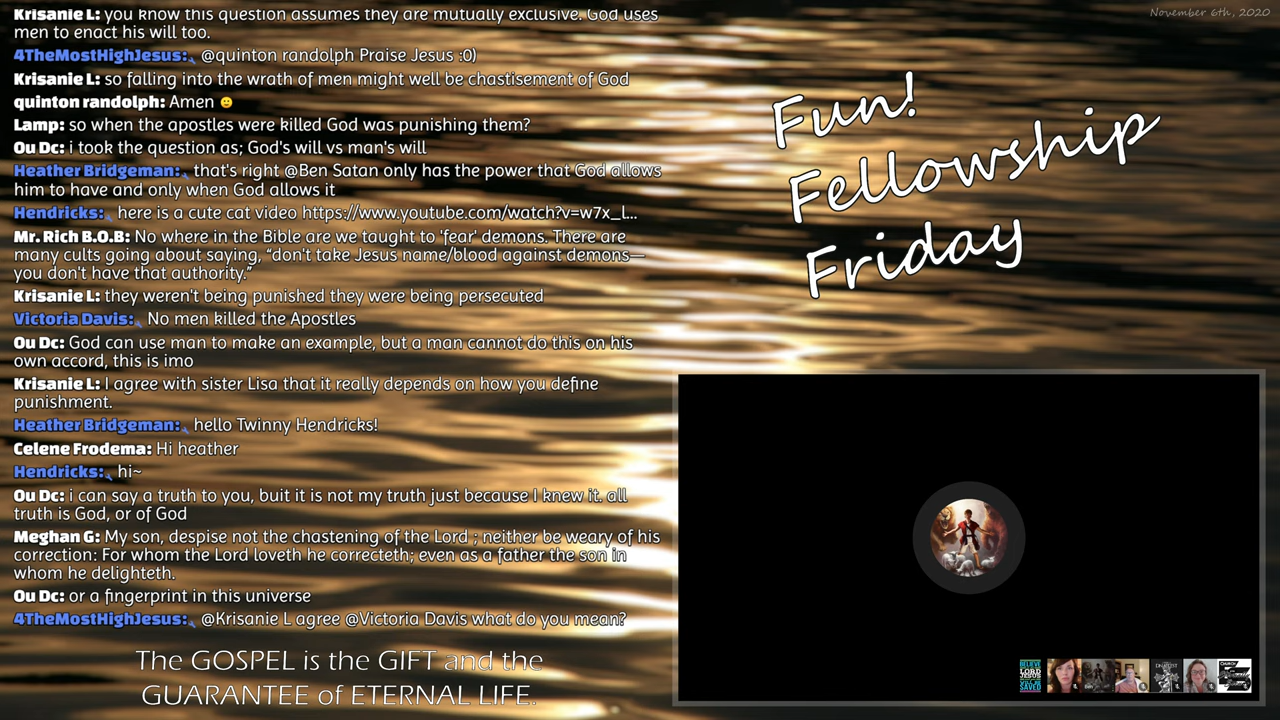 Krisanie L: you know this question assumes they are mutually exclusive. God uses
men to enact his will too.
4TheMostHighJesus: @quinton randolph Praise Jesus :0)
Krisanie L: so falling into the wrath of men might well be chastisement of God
quinton randolph: Amen 🙂
Lamp: so when the apostles were killed God was punishing them?
Ou Dc: i took the question as; God's will vs man's will
Heather Bridgeman: that's right @Ben Satan only has the power that God allows
him to have and only when God allows it
Hendricks: here is a cute cat video https://www.youtube.com/watch?v=w7x_l...
Mr. Rich B.O.B: No where in the Bible are we taught to 'fear' demons. There are
many cults going about saying, “don't take Jesus name/blood against demons—
you don't have that authority.”
Krisanie L: they weren't being punished they were being persecuted
Victoria Davis: No men killed the Apostles
Ou Dc: God can use man to make an example, but a man cannot do this on his
own accord, this is imo
Krisanie L: I agree with sister Lisa that it really depends on how you define
punishment.
Heather Bridgeman: hello Twinny Hendricks!
Celene Frodema: Hi heather
Hendricks: hi~
Ou Dc: i can say a truth to you, buit it is not my truth just because I knew it. all
truth is God, or of God
Meghan G: My son, despise not the chastening of the Lord ; neither be weary of his
correction: For whom the Lord loveth he correcteth; even as a father the son in
whom he delighteth.
Ou Dc: or a fingerprint in this universe
4TheMostHighJesus: @Krisanie L agree @Victoria Davis what do you mean?
The GOSPEL is the GIFT and the
GUARANTEE of ETERNAL LIFE.
November 6th, 2020
Fun!
Fellowship
Friday
BELIEVE
LORD
JESUS
SAVED